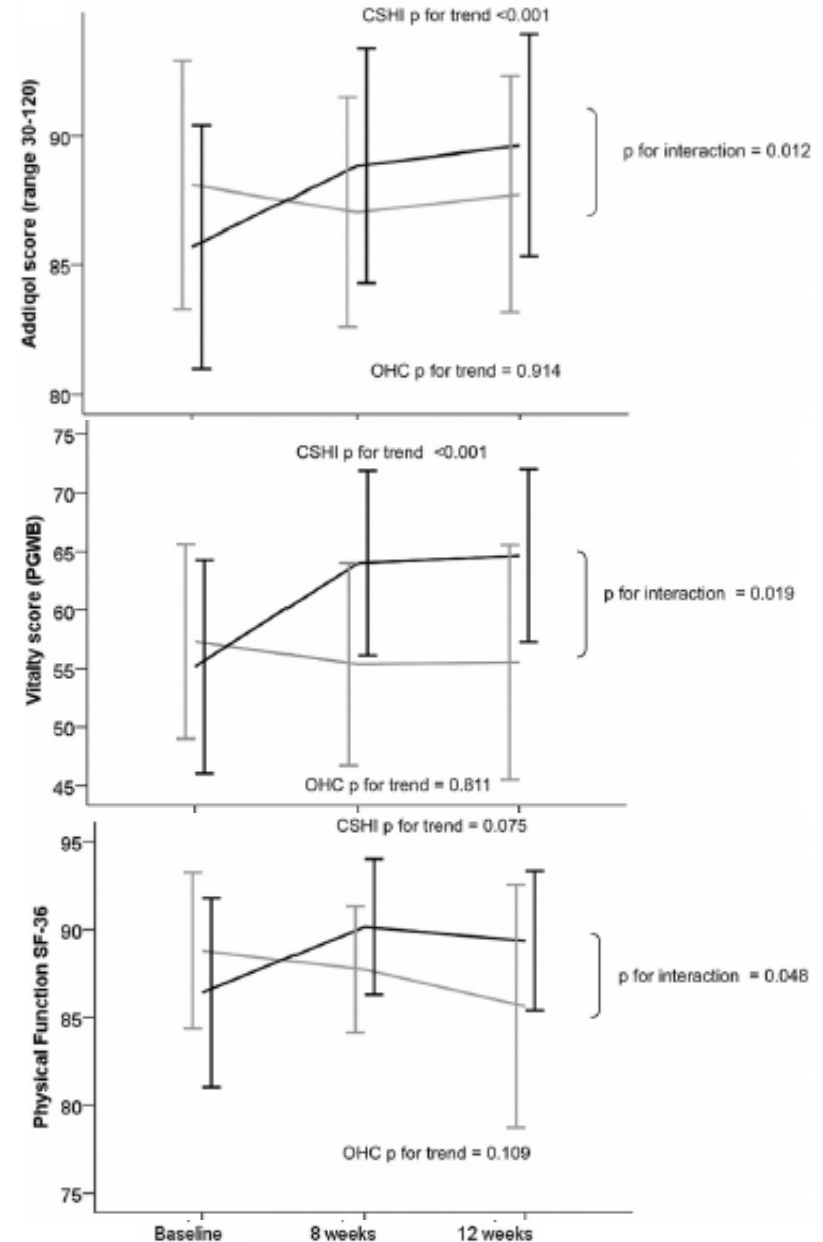 CSHI p for trend <0.001
Addiqol score (range 30-120)
90
85
80
p for interaction = 0.012
OHC p for trend = 0.914
75
70
65
60
55
50
45
Vitalty score (PGWB)
CSHI p for trend <0.001
p for interaction = 0.019
OHC p for trend = 0.811
CSHI p for trend = 0.075
95
90
85
80
75
Physical Function SF-36
p for interaction = 0.048
OHC p for trend = 0.109
Baseline 8 weeks 12 weeks